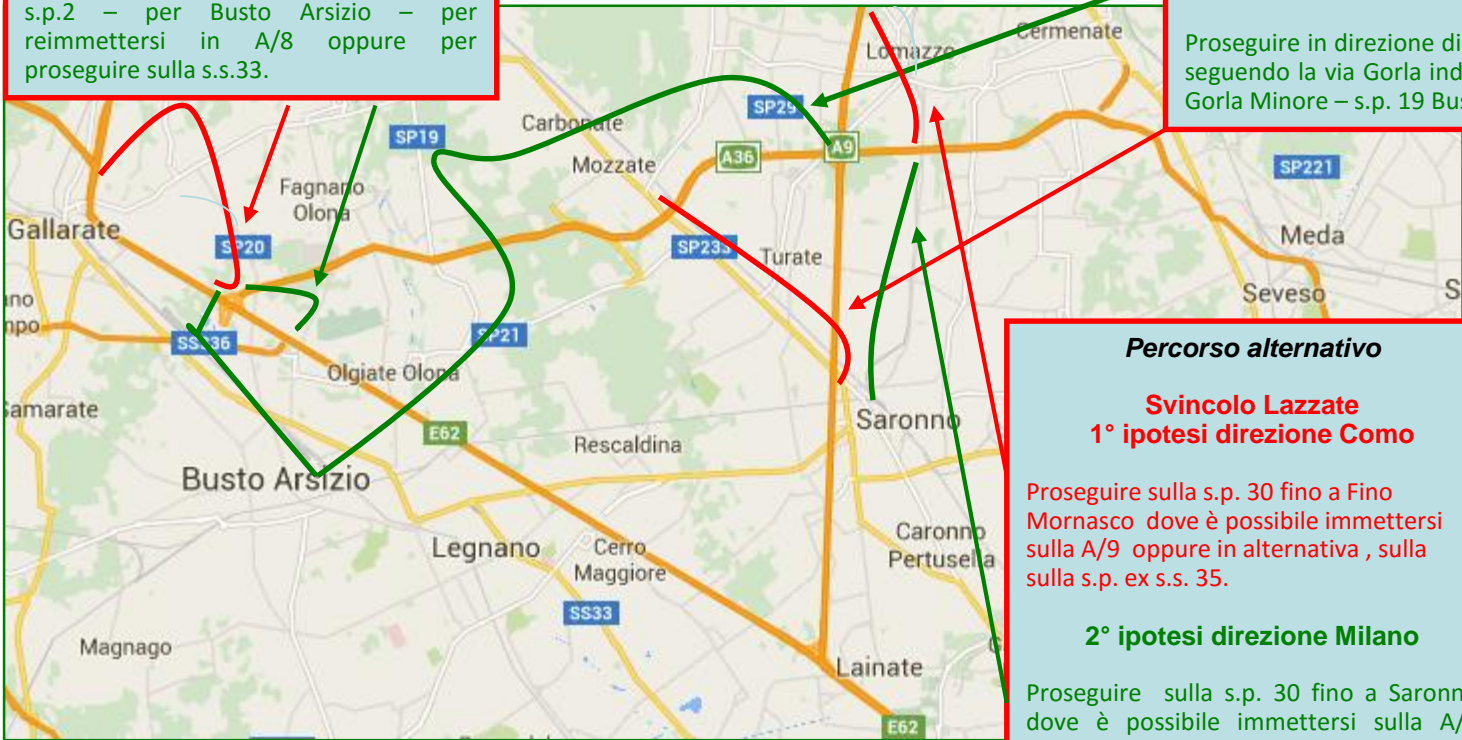 s.p.2 – per Busto Arsizio – per
reimmettersi in A/8 oppure per
proseguire sulla s.s.33.
Proseguire in direzione di
seguendo la via Gorla
Gorla Minore – s.p. 19
Lomazzo
Cermenate
SP29
SP19
Carbonate
Mozzate
A36
A9
SP221
Fagnano
Olona
Gallarate
SP20
SP233
Turate
Meda
Seveso
SS336
SP21
Olgiate Olona
Samarate
E62
Saronno
Rescaldina
Busto Arsizio
Legnano
Cerro
Maggiore
Caronno
Pertusella
SS33
Magnago
Lainate
E62
Percorso alternativo
Svincolo Lazzate
1° ipotesi direzione Como
Proseguire sulla s.p. 30 fino a Fino
Mornasco dove è possibile immettersi
sulla A/9 oppure in alternativa , sulla
sulla s.p. ex s.s. 35.
2° ipotesi direzione Milano
Proseguire sulla s.p. 30 fino a Saronn
dove è possibile immettersi sulla A/